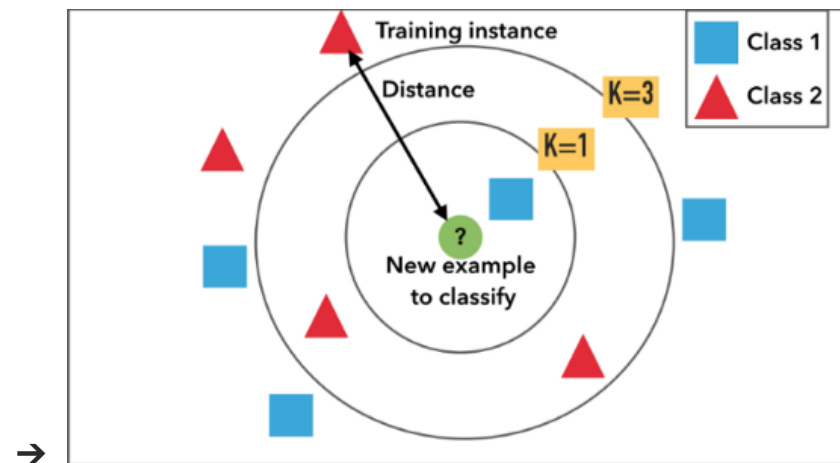 Training instance
Class 1
Distance
K=3
Class 2
K=1
?
New example
to classify
→